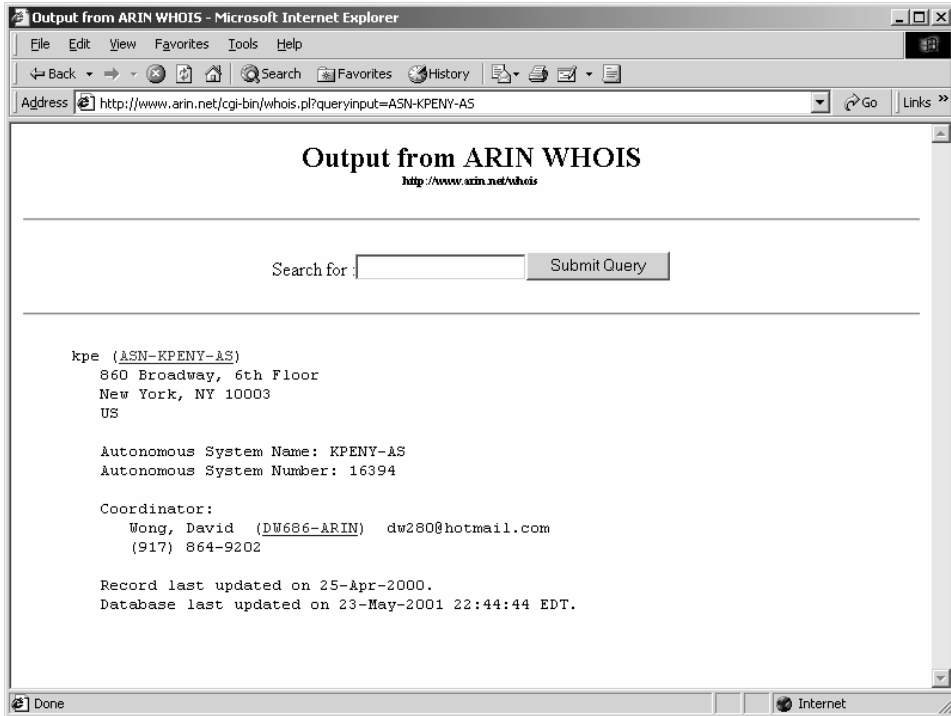 Output from ARIN WHOIS - Microsoft Internet Explorer
File Edit View Favorites Tools Help
Back Search Favorites History
Address http://www.arin.net/cgi-bin/whois.pl?queryinput=ASN-KPENY-AS Go Links »
Output from ARIN WHOIS
http://www.arin.net/whois
Search for : Submit Query
kpe (ASN-KPENY-AS)
860 Broadway, 6th Floor
New York, NY 10003
US
Autonomous System Name: KPENY-AS
Autonomous System Number: 16394
Coordinator:
Wong, David (DW686-ARIN) dw280@hotmail.com
(917) 864-9202
Record last updated on 25-Apr-2000.
Database last updated on 23-May-2001 22:44:44 EDT.
Done Internet